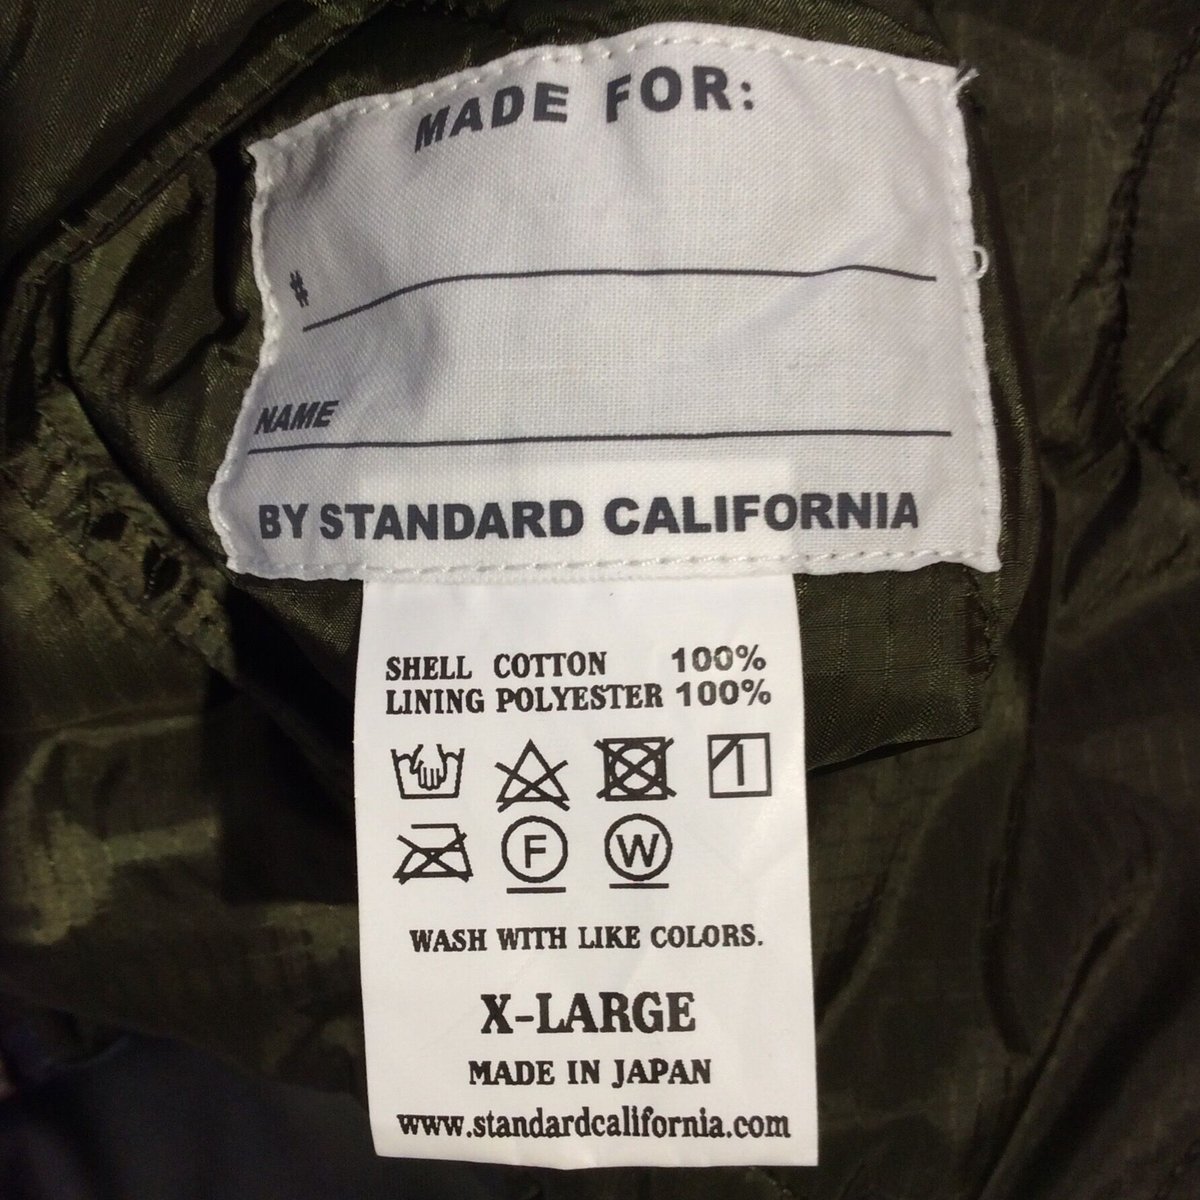 MADE FOR:
#
NAME
BY STANDARD CALIFORNIA
SHELL COTTON 100%
LINING POLYESTER 100%
F W
WASH WITH LIKE COLORS.
X-LARGE
MADE IN JAPAN
www.standardcalifornia.com